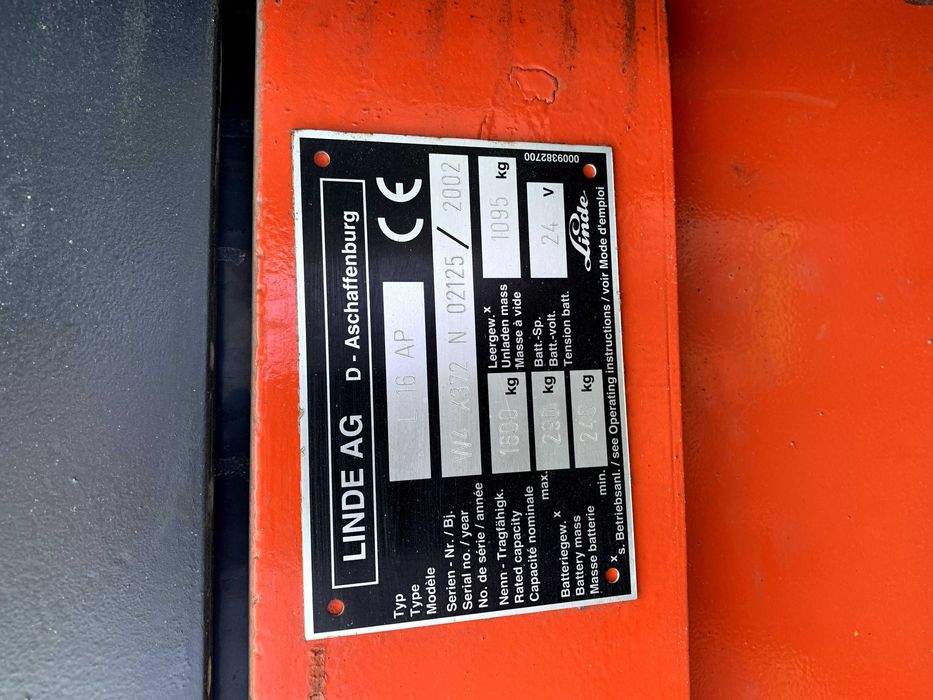 LINDE AG D - Aschaffenburg
Typ
Type
Modèle
L 16 AP
CE
Serien - Nr. / Bj.
Serial no. / year
No. de série / année
W4 X372 N 02125 / 2002
Nenn - Tragfähigk.
Rated capacity
Capacité nominale
1600 kg
Leergew. x
Unladen mass
Masse à vide
1095 kg
Batteriegew. x
Battery mass
Masse batterie
max. kg
min. kg
Batt.-Sp.
Batt.-volt.
Tension batt.
24 V
Linde
x s. Betriebsanl. / see Operating instructions / voir Mode d'emploi
0009382700